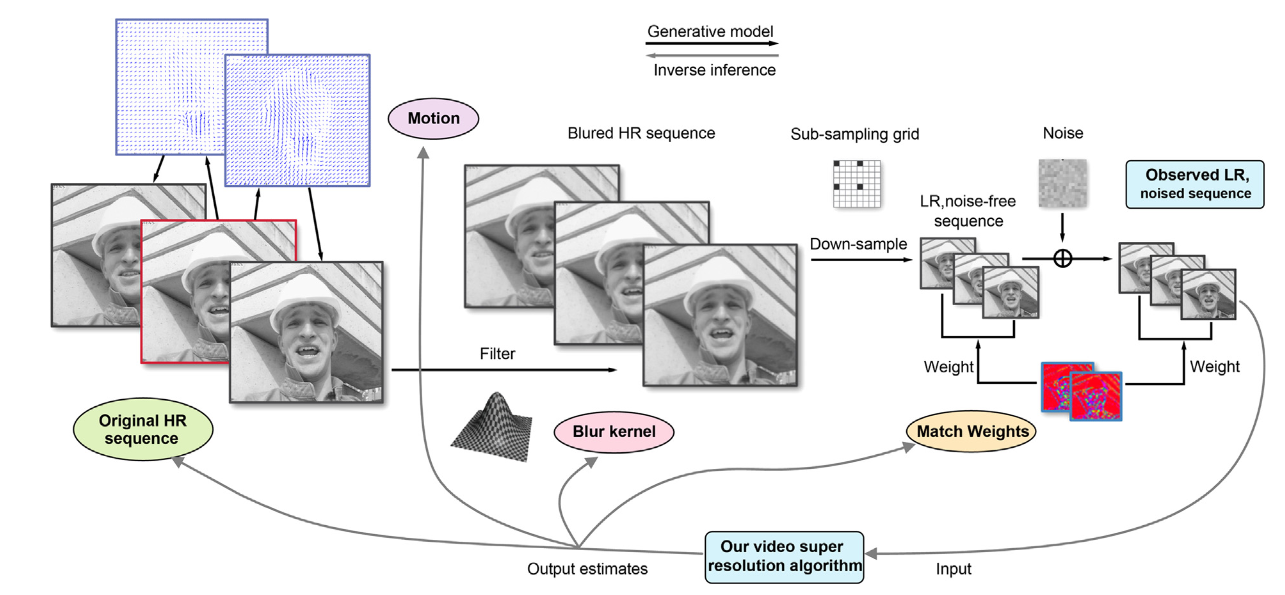 Generative model
Inverse inference
Motion
Blured HR sequence
Sub-sampling grid
Noise
Observed LR,
noised sequence
LR,noise-free
sequence
Down-sample
Filter
Weight
Weight
Original HR
sequence
Blur kernel
Match Weights
Our video super
resolution algorithm
Output estimates
Input